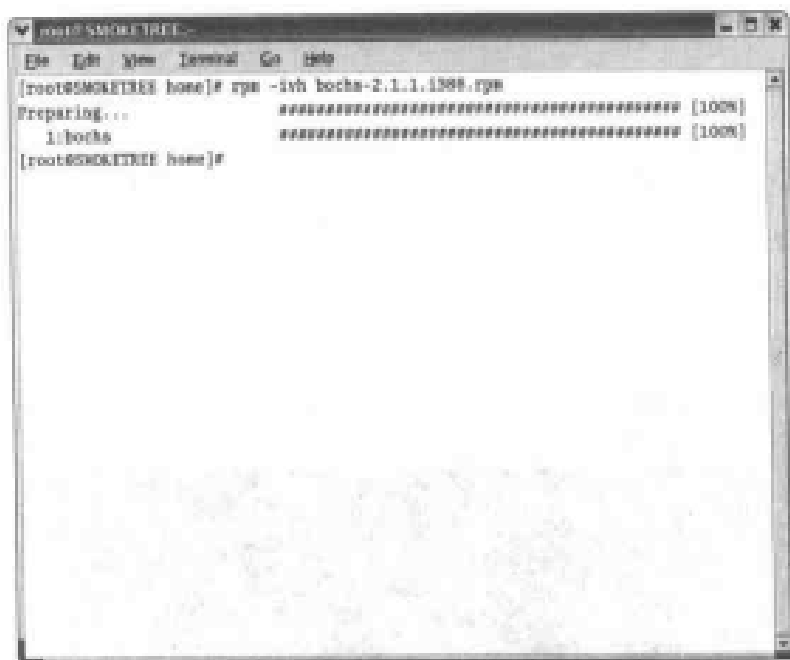 root@SMOKETREE:~
File Edit View Terminal Go Help
[root@SMOKETREE home]# rpm -ivh bochs-2.1.1.i386.rpm
Preparing... ########################################### [100%]
1:bochs ########################################### [100%]
[root@SMOKETREE home]#